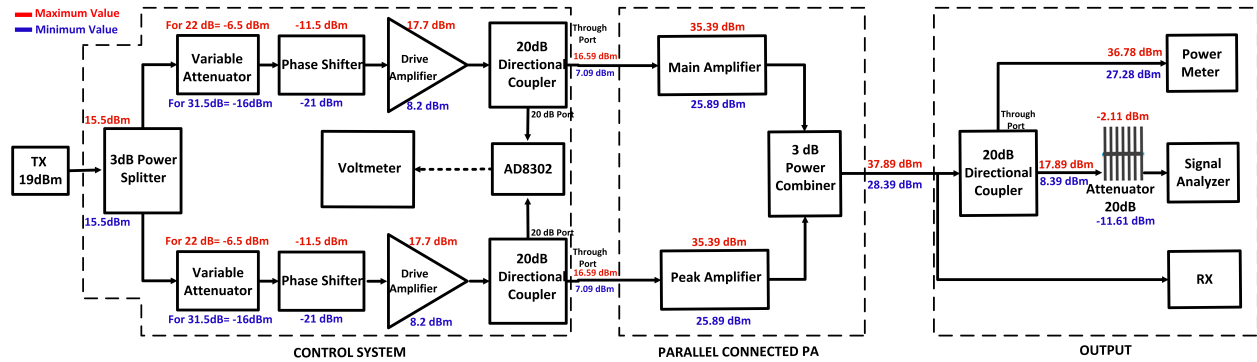 Maximum Value
Minimum Value
For 22 dB= -6.5 dBm
-11.5 dBm
17.7 dBm
Variable
Attenuator
Phase Shifter
Drive
Amplifier
20dB
Directional
Coupler
For 31.5dB= -16dBm
-21 dBm
8.2 dBm
Through
Port
16.59 dBm
7.09 dBm
20 dB Port
35.39 dBm
Main Amplifier
25.89 dBm
36.78 dBm
27.28 dBm
Power
Meter
15.5dBm
TX
19dBm
3dB Power
Splitter
15.5dBm
Voltmeter
AD8302
3 dB
Power
Combiner
37.89 dBm
28.39 dBm
Through
Port
20dB
Directional
Coupler
17.89 dBm
8.39 dBm
-2.11 dBm
Attenuator
20dB
-11.61 dBm
Signal
Analyzer
For 22 dB= -6.5 dBm
-11.5 dBm
17.7 dBm
Variable
Attenuator
Phase Shifter
Drive
Amplifier
20 dB Port
20dB
Directional
Coupler
For 31.5dB= -16dBm
-21 dBm
8.2 dBm
Through
Port
16.59 dBm
7.09 dBm
35.39 dBm
Peak Amplifier
25.89 dBm
RX
CONTROL SYSTEM
PARALLEL CONNECTED PA
OUTPUT